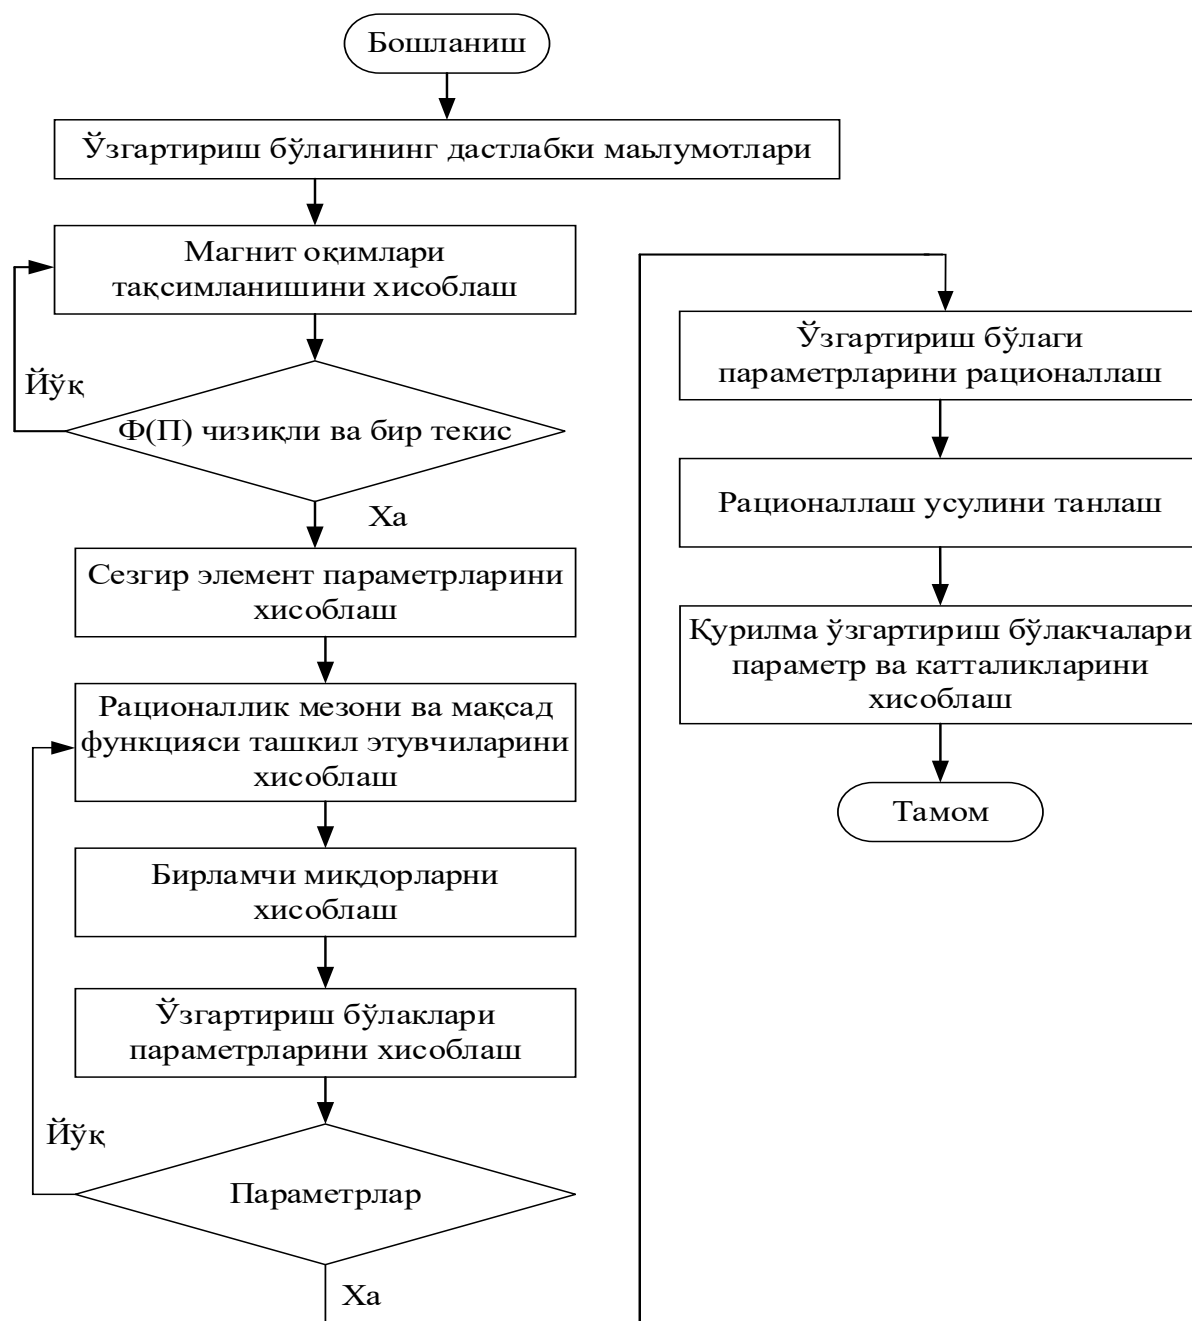 Бошланиш
Ўзгартириш бўлагининг дастлабки маьлумотлари
Магнит оқимлари
тақсимланишини хисоблаш
Йўқ
Ф(П) чизиқли ва бир текис
Ха
Сезгир элемент параметрларини
хисоблаш
Рационаллик мезони ва мақсад
функцияси ташкил этувчиларини
хисоблаш
Бирламчи миқдорларни
хисоблаш
Ўзгартириш бўлаклари
параметрларини хисоблаш
Йўқ
Параметрлар
Ха
Ўзгартириш бўлаги
параметрларини рационаллаш
Рационаллаш усулини танлаш
Қурилма ўзгартириш бўлакчалари
параметр ва катталикларини
хисоблаш
Тамом